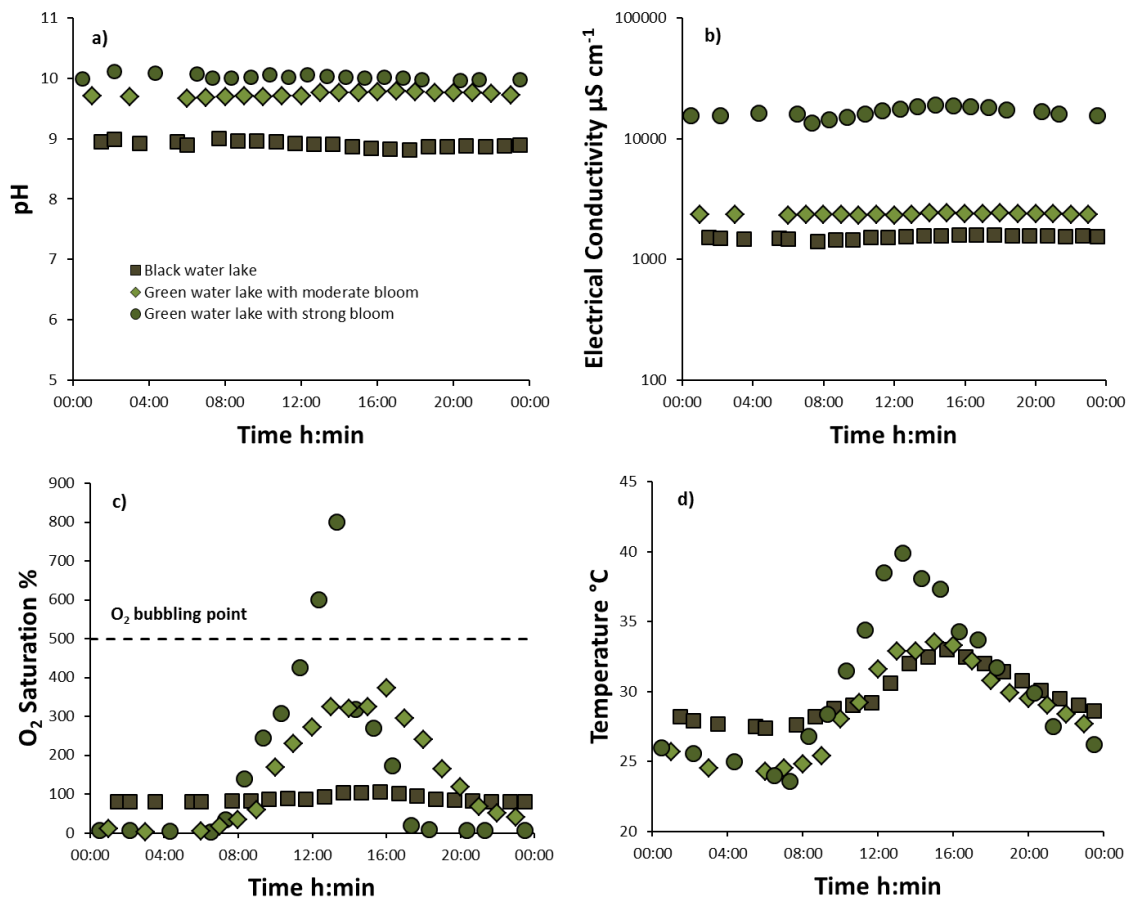 a)
11
10
9
8
7
6
5
pH
Black water lake
Green water lake with moderate bloom
Green water lake with strong bloom
00:00 04:00 08:00 12:00 16:00 20:00 00:00
Time h:min
b)
100000
10000
1000
100
Electrical Conductivity µS cm⁻¹
00:00 04:00 08:00 12:00 16:00 20:00 00:00
Time h:min
c)
900
800
700
600
500
400
300
200
100
0
O₂ Saturation %
O₂ bubbling point
00:00 04:00 08:00 12:00 16:00 20:00 00:00
Time h:min
d)
45
40
35
30
25
20
Temperature °C
00:00 04:00 08:00 12:00 16:00 20:00 00:00
Time h:min